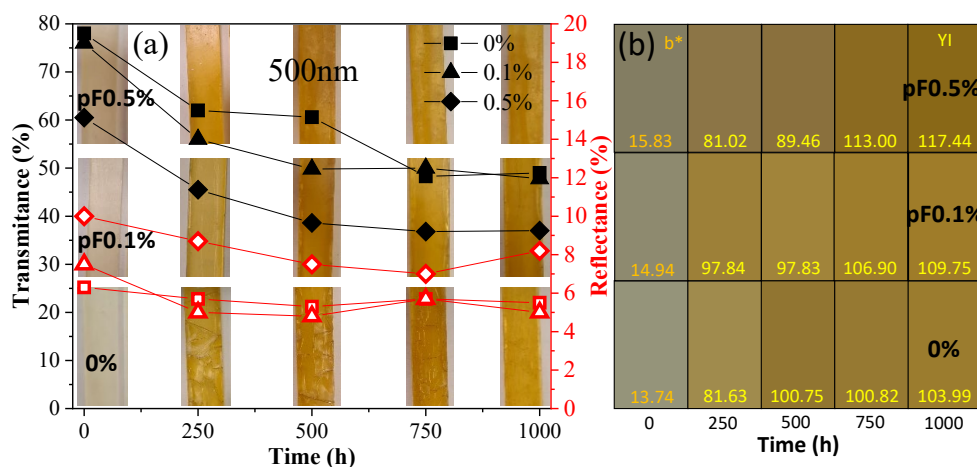 80
70
60
50
40
30
20
10
0
Transmitance (%)
(a)
500nm
0%
0.1%
0.5%
pF0.5%
pF0.1%
0%
20
18
16
14
12
10
8
6
4
2
0
Reflectance (%)
0 250 500 750 1000
Time (h)
(b)
b* YI
pF0.5%
15.83 81.02 89.46 113.00 117.44
pF0.1%
14.94 97.84 97.83 106.90 109.75
0%
13.74 81.63 100.75 100.82 103.99
0 250 500 750 1000
Time (h)